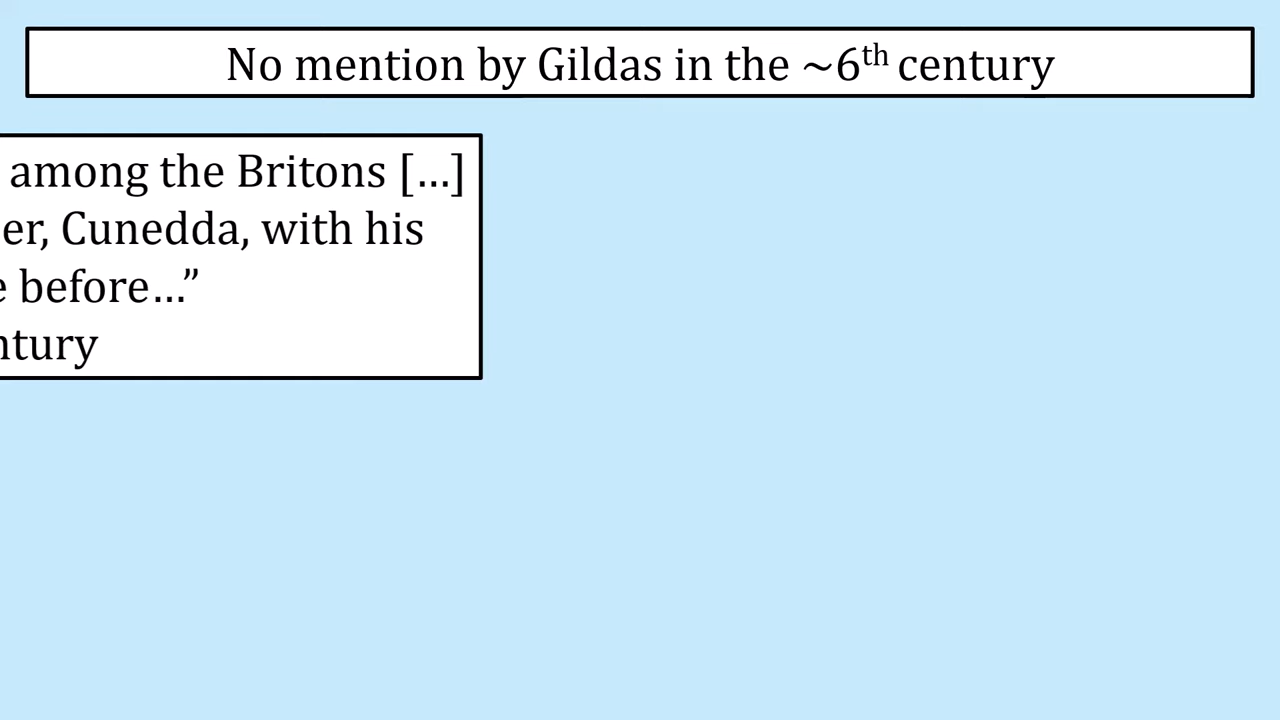 No mention by Gildas in the ~6th century
among the Britons […]
er, Cunedda, with his
before…”
ntury